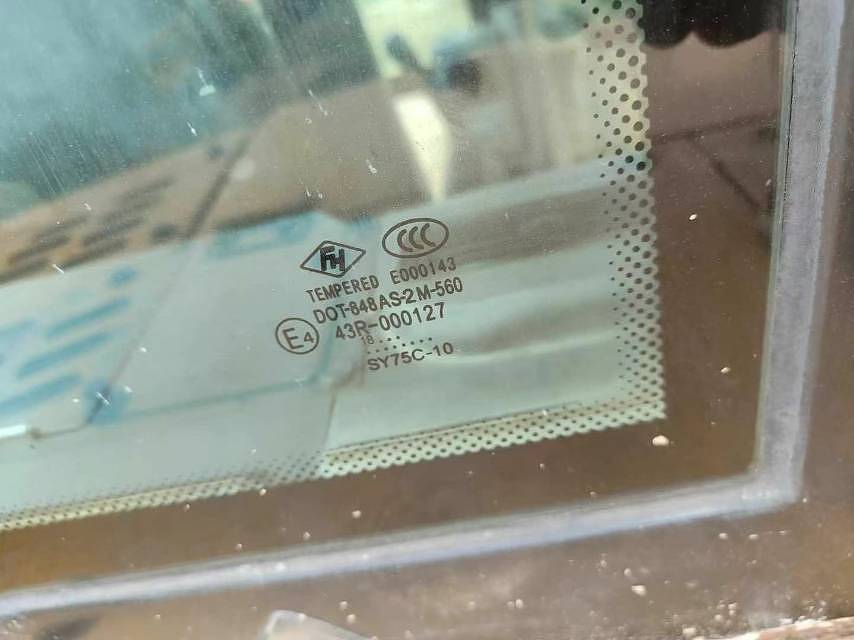 FH CCC
TEMPERED E000143
DOT-848 AS-2 M-560
E4 43R-000127
18
SY75C-10